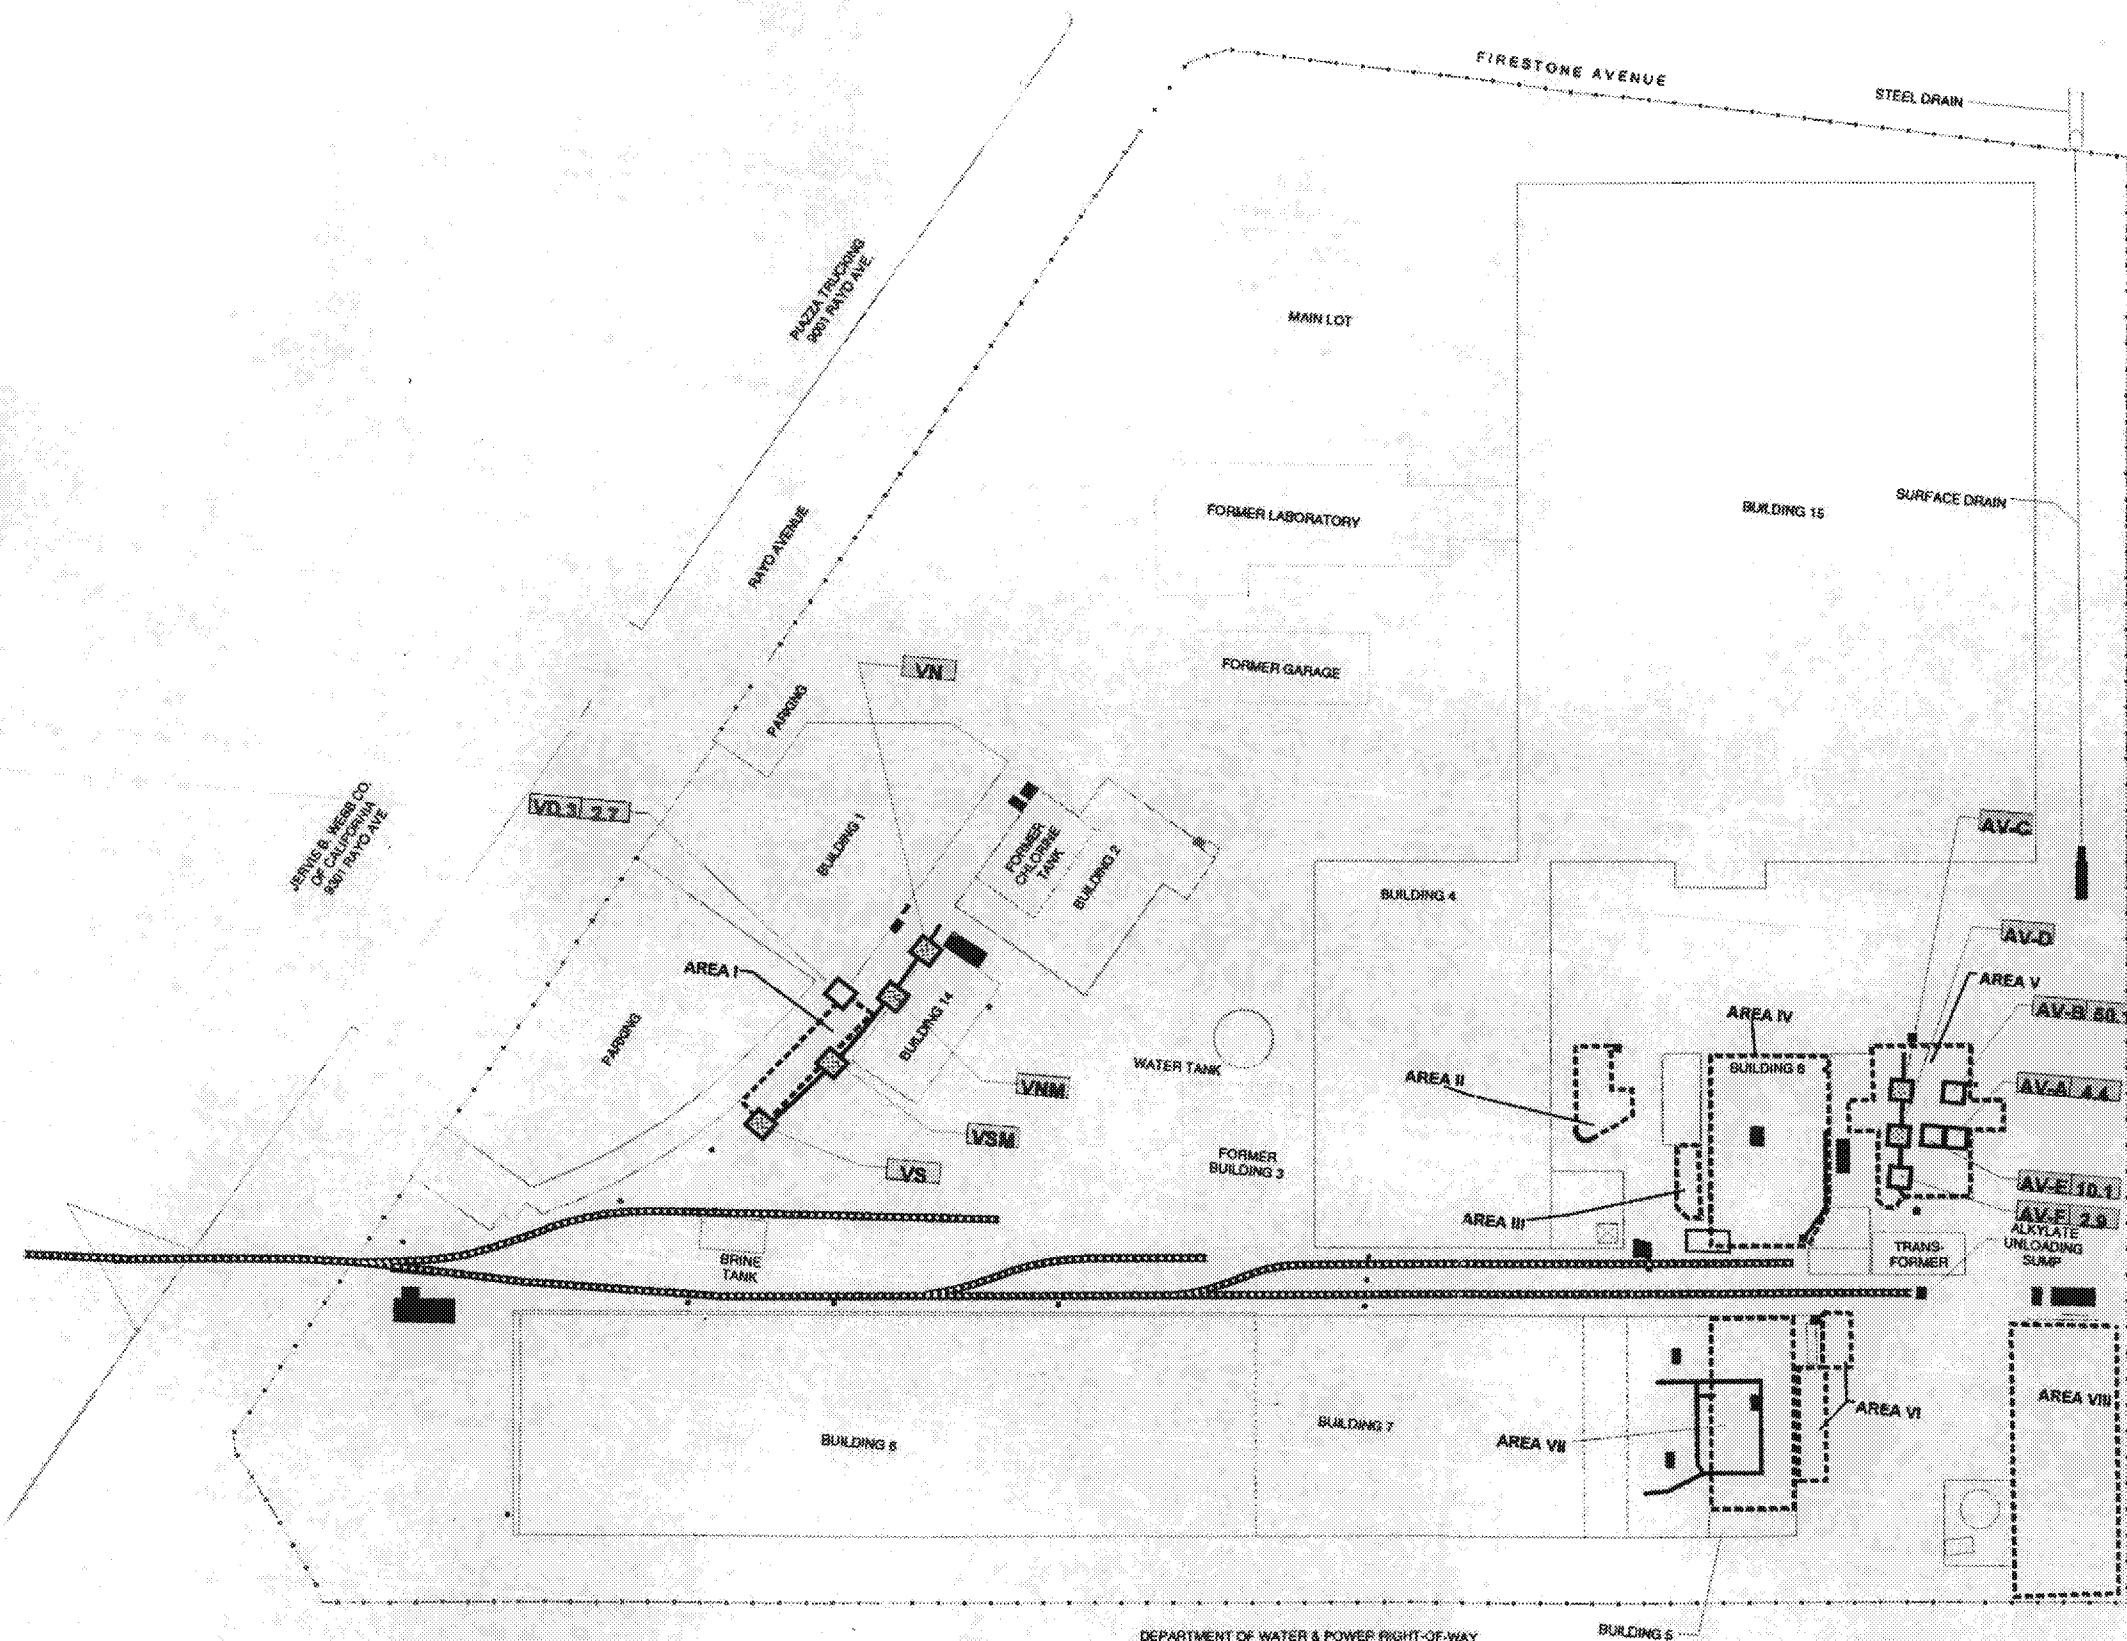 FIRESTONE AVENUE
STEEL DRAIN
PIAZZA TRUCKING
9001 RAYO AVE.
MAIN LOT
RAYO AVENUE
FORMER LABORATORY
BUILDING 15
SURFACE DRAIN
VN
FORMER GARAGE
PARKING
VD.3 2.7
JERVIS B. WEBB CO.
OF CALIFORNIA
9301 RAYO AVE
BUILDING 1
FORMER
CHLORINE
TANK
BUILDING 2
BUILDING 4
AV-C
AV-D
AREA I
AREA V
AREA IV
AV-B
PARKING
BUILDING 14
WATER TANK
BUILDING 8
AREA II
VNM
AV-A 4.4
VSM
VS
FORMER
BUILDING 3
AV-E 10.1
AREA III
AV-F 2.9
ALKYLATE
UNLOADING
SUMP
TRANS-
FORMER
BRINE
TANK
AREA VIII
AREA VI
BUILDING 6
BUILDING 7
AREA VII
BUILDING 5
DEPARTMENT OF WATER & POWER RIGHT-OF-WAY